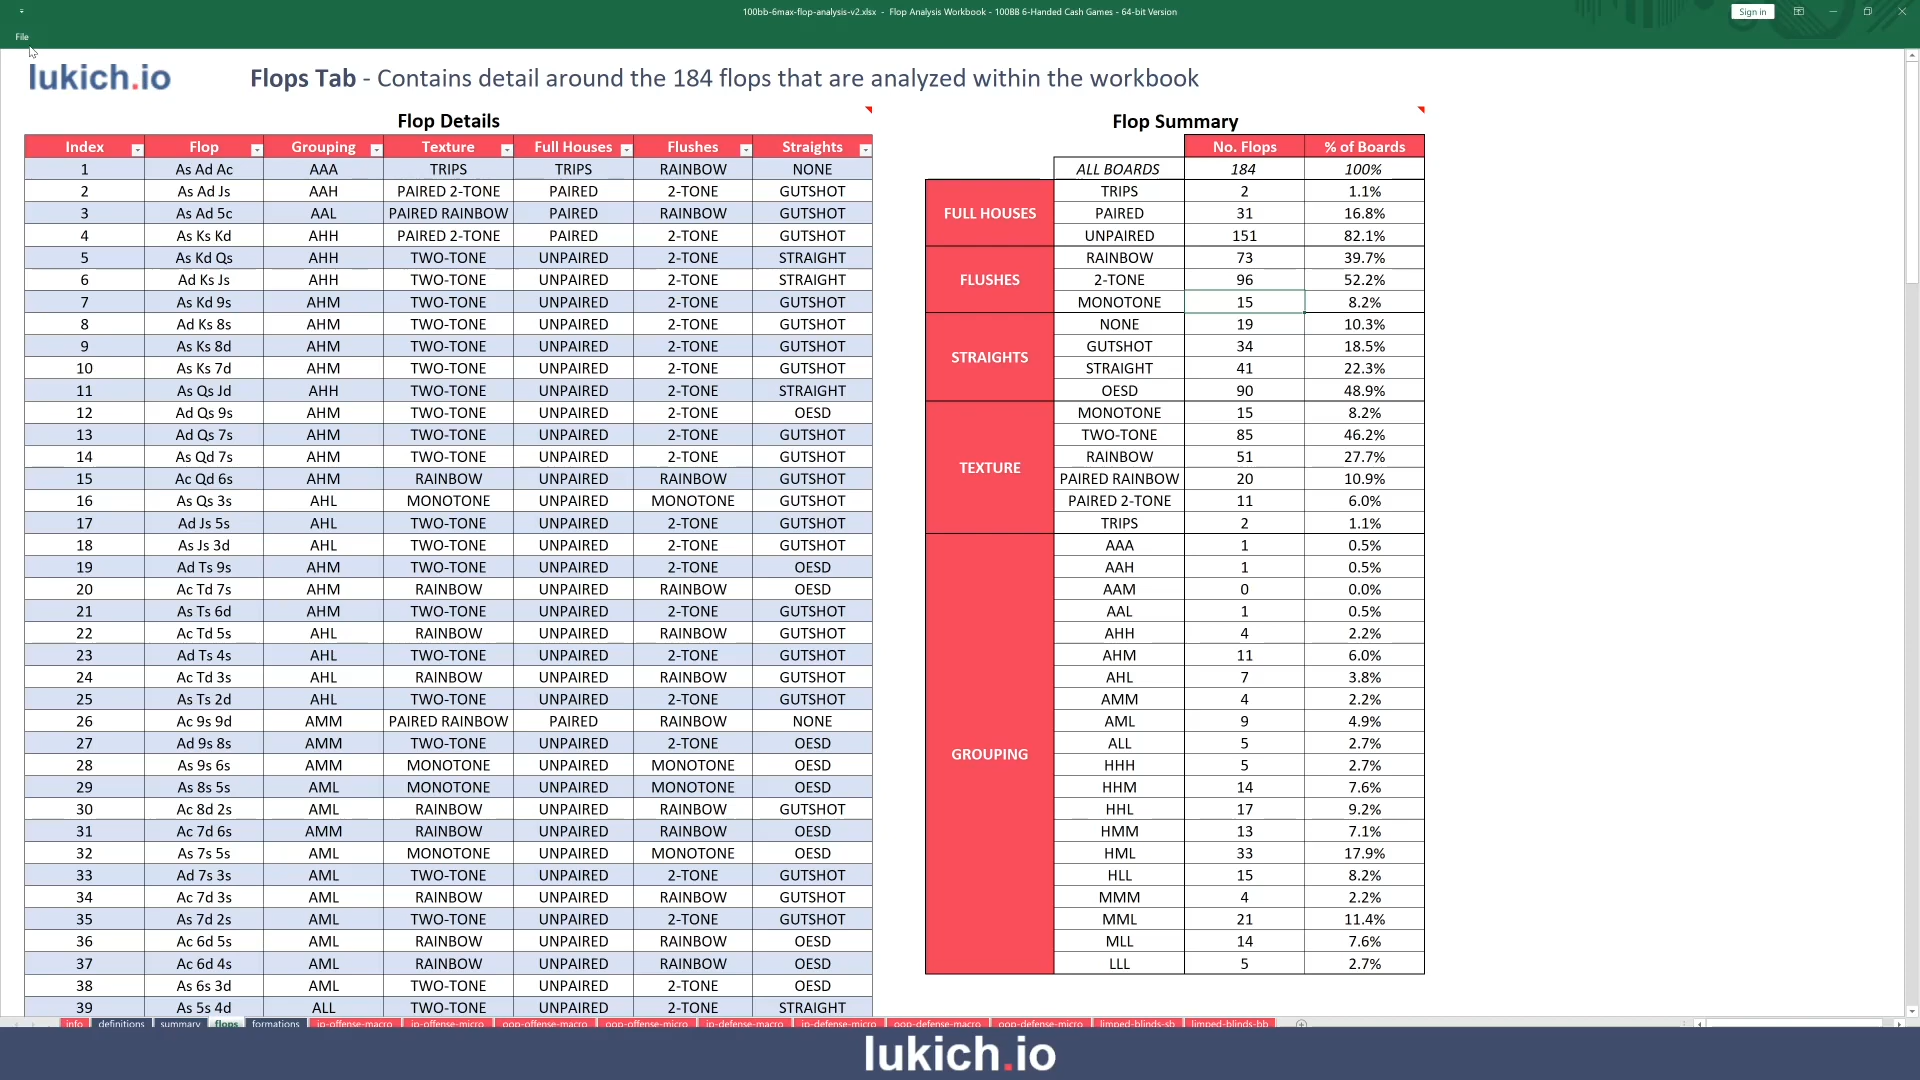 100bb-6max-flop-analysis-v2.xlsx - Flop Analysis Workbook - 100BB 6-Handed Cash Games - 64-bit Version
Sign in
File
lukich.io
Flops Tab - Contains detail around the 184 flops that are analyzed within the workbook
Flop Details
Index Flop Grouping Texture Full Houses Flushes Straights
1 As Ad Ac AAA TRIPS TRIPS RAINBOW NONE
2 As Ad Js AAH PAIRED 2-TONE PAIRED 2-TONE GUTSHOT
3 As Ad 5c AAL PAIRED RAINBOW PAIRED RAINBOW GUTSHOT
4 As Ks Kd AHH PAIRED 2-TONE PAIRED 2-TONE GUTSHOT
5 As Kd Qs AHH TWO-TONE UNPAIRED 2-TONE STRAIGHT
6 Ad Ks Js AHH TWO-TONE UNPAIRED 2-TONE STRAIGHT
7 As Kd 9s AHM TWO-TONE UNPAIRED 2-TONE GUTSHOT
8 Ad Ks 8s AHM TWO-TONE UNPAIRED 2-TONE GUTSHOT
9 As Ks 8d AHM TWO-TONE UNPAIRED 2-TONE GUTSHOT
10 As Ks 7d AHM TWO-TONE UNPAIRED 2-TONE GUTSHOT
11 As Qs Jd AHH TWO-TONE UNPAIRED 2-TONE STRAIGHT
12 Ad Qs 9s AHM TWO-TONE UNPAIRED 2-TONE OESD
13 Ad Qs 7s AHM TWO-TONE UNPAIRED 2-TONE GUTSHOT
14 As Qd 7s AHM TWO-TONE UNPAIRED 2-TONE GUTSHOT
15 Ac Qd 6s AHM RAINBOW UNPAIRED RAINBOW GUTSHOT
16 As Qs 3s AHL MONOTONE UNPAIRED MONOTONE GUTSHOT
17 Ad Js 5s AHL TWO-TONE UNPAIRED 2-TONE GUTSHOT
18 As Js 3d AHL TWO-TONE UNPAIRED 2-TONE GUTSHOT
19 Ad Ts 9s AHM TWO-TONE UNPAIRED 2-TONE OESD
20 Ac Td 7s AHM RAINBOW UNPAIRED RAINBOW OESD
21 As Ts 6d AHM TWO-TONE UNPAIRED 2-TONE GUTSHOT
22 Ac Td 5s AHL RAINBOW UNPAIRED RAINBOW GUTSHOT
23 Ad Ts 4s AHL TWO-TONE UNPAIRED 2-TONE GUTSHOT
24 Ac Td 3s AHL RAINBOW UNPAIRED RAINBOW GUTSHOT
25 As Ts 2d AHL TWO-TONE UNPAIRED 2-TONE GUTSHOT
26 Ac 9s 9d AMM PAIRED RAINBOW PAIRED RAINBOW NONE
27 Ad 9s 8s AMM TWO-TONE UNPAIRED 2-TONE OESD
28 As 9s 6s AMM MONOTONE UNPAIRED MONOTONE OESD
29 As 8s 5s AML MONOTONE UNPAIRED MONOTONE OESD
30 Ac 8d 2s AML RAINBOW UNPAIRED RAINBOW GUTSHOT
31 Ac 7d 6s AMM RAINBOW UNPAIRED RAINBOW OESD
32 As 7s 5s AML MONOTONE UNPAIRED MONOTONE OESD
33 Ad 7s 3s AML TWO-TONE UNPAIRED 2-TONE GUTSHOT
34 Ac 7d 3s AML RAINBOW UNPAIRED RAINBOW GUTSHOT
35 As 7d 2s AML TWO-TONE UNPAIRED 2-TONE GUTSHOT
36 Ac 6d 5s AML RAINBOW UNPAIRED RAINBOW OESD
37 Ac 6d 4s AML RAINBOW UNPAIRED RAINBOW OESD
38 As 6s 3d AML TWO-TONE UNPAIRED 2-TONE OESD
39 As 5s 4d ALL TWO-TONE UNPAIRED 2-TONE STRAIGHT
Flop Summary
No. Flops % of Boards
ALL BOARDS 184 100%
FULL HOUSES
TRIPS 2 1.1%
PAIRED 31 16.8%
UNPAIRED 151 82.1%
FLUSHES
RAINBOW 73 39.7%
2-TONE 96 52.2%
MONOTONE 15 8.2%
STRAIGHTS
NONE 19 10.3%
GUTSHOT 34 18.5%
STRAIGHT 41 22.3%
OESD 90 48.9%
TEXTURE
MONOTONE 15 8.2%
TWO-TONE 85 46.2%
RAINBOW 51 27.7%
PAIRED RAINBOW 20 10.9%
PAIRED 2-TONE 11 6.0%
TRIPS 2 1.1%
GROUPING
AAA 1 0.5%
AAH 1 0.5%
AAM 0 0.0%
AAL 1 0.5%
AHH 4 2.2%
AHM 11 6.0%
AHL 7 3.8%
AMM 4 2.2%
AML 9 4.9%
ALL 5 2.7%
HHH 5 2.7%
HHM 14 7.6%
HHL 17 9.2%
HMM 13 7.1%
HML 33 17.9%
HLL 15 8.2%
MMM 4 2.2%
MML 21 11.4%
MLL 14 7.6%
LLL 5 2.7%
info definitions summary flops formations ip-offense-macro ip-offense-micro oop-offense-macro oop-offense-micro ip-defense-macro ip-defense-micro oop-defense-macro oop-defense-micro limped-blinds-sb limped-blinds-bb
lukich.io